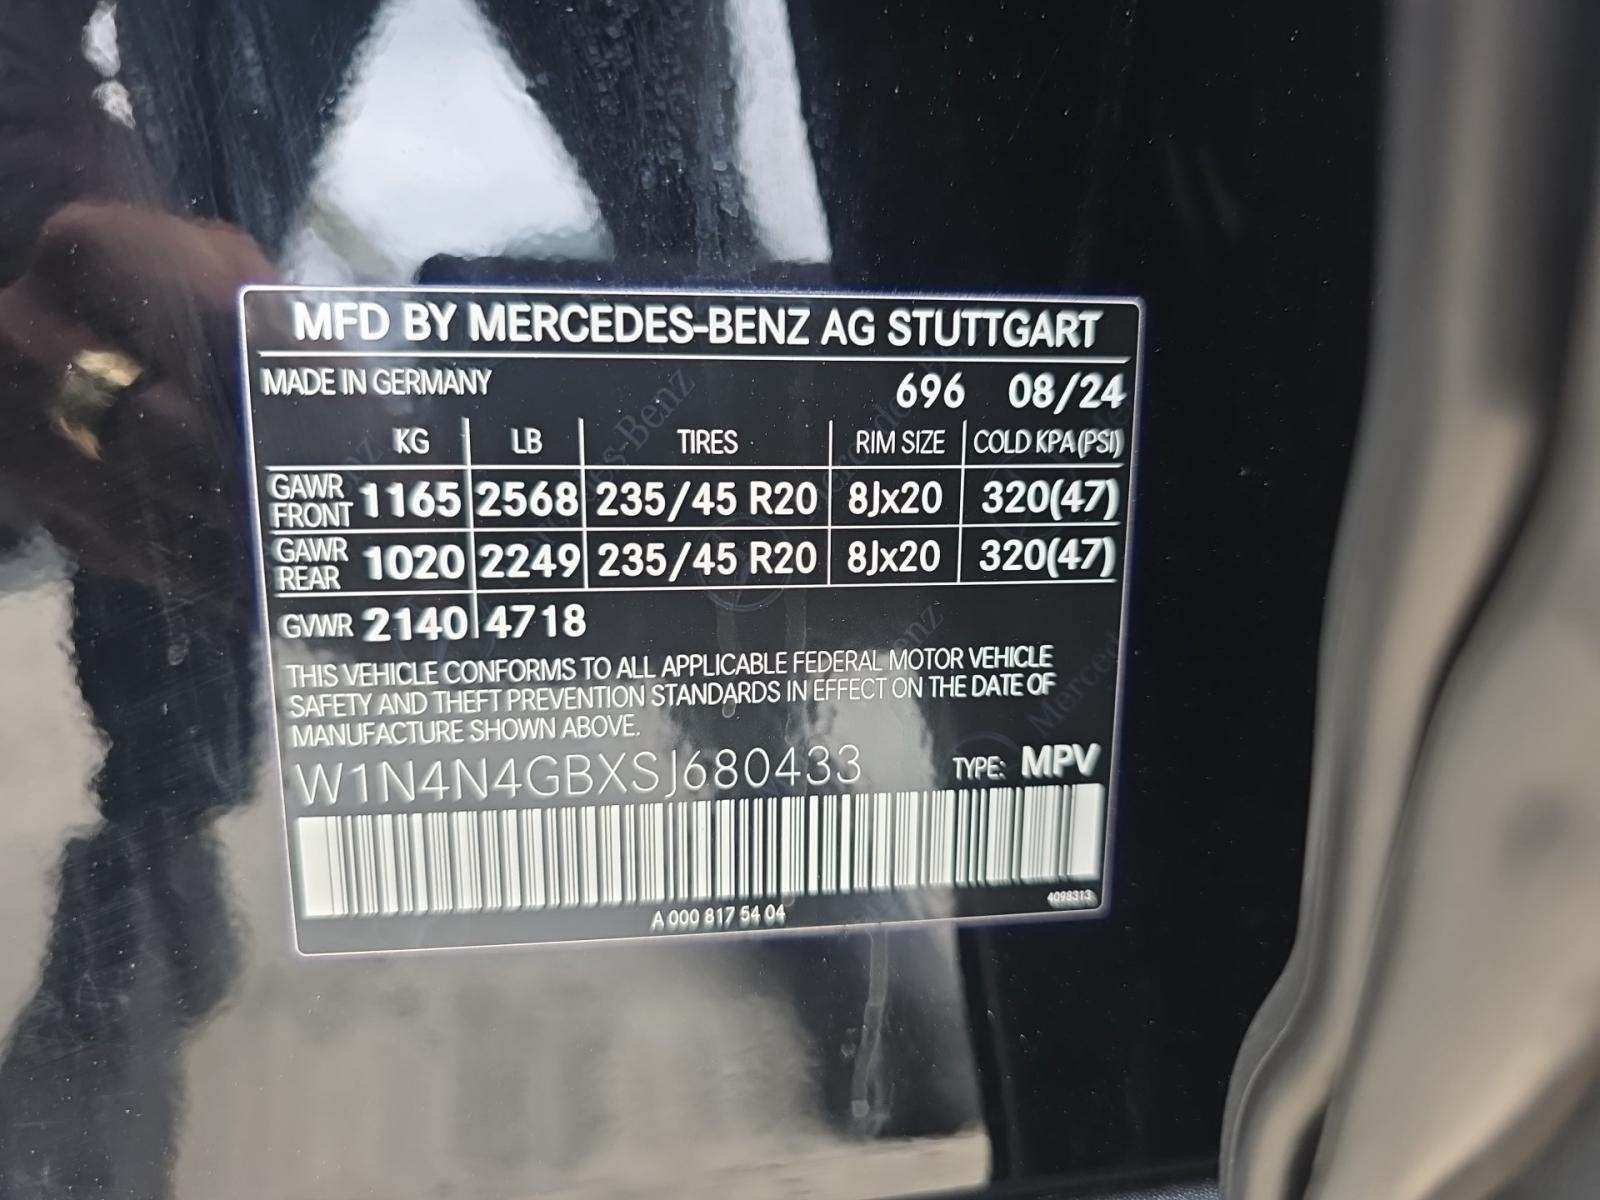 MFD BY MERCEDES-BENZ AG STUTTGART
MADE IN GERMANY 696 08/24
KG LB TIRES RIM SIZE COLD KPA(PSI)
GAWR FRONT 1165 2568 235/45 R20 8Jx20 320(47)
GAWR REAR 1020 2249 235/45 R20 8Jx20 320(47)
GVWR 2140 4718
THIS VEHICLE CONFORMS TO ALL APPLICABLE FEDERAL MOTOR VEHICLE
SAFETY AND THEFT PREVENTION STANDARDS IN EFFECT ON THE DATE OF
MANUFACTURE SHOWN ABOVE.
W1N4N4GBXSJ680433 TYPE: MPV
4098313
A 000 817 54 04